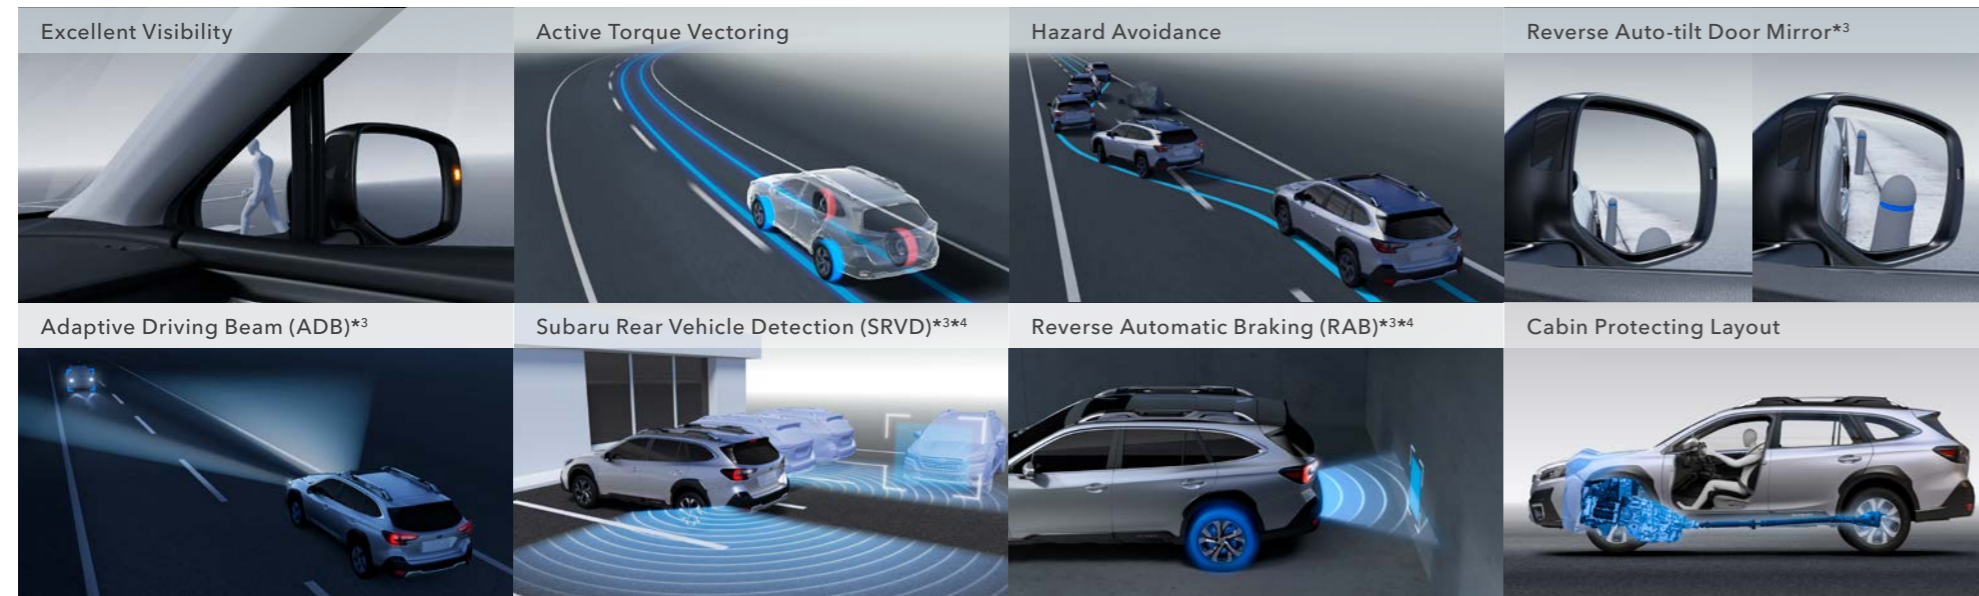 Excellent Visibility
Active Torque Vectoring
Hazard Avoidance
Reverse Auto-tilt Door Mirror*3
Adaptive Driving Beam (ADB)*3
Subaru Rear Vehicle Detection (SRVD)*3*4
Reverse Automatic Braking (RAB)*3*4
Cabin Protecting Layout